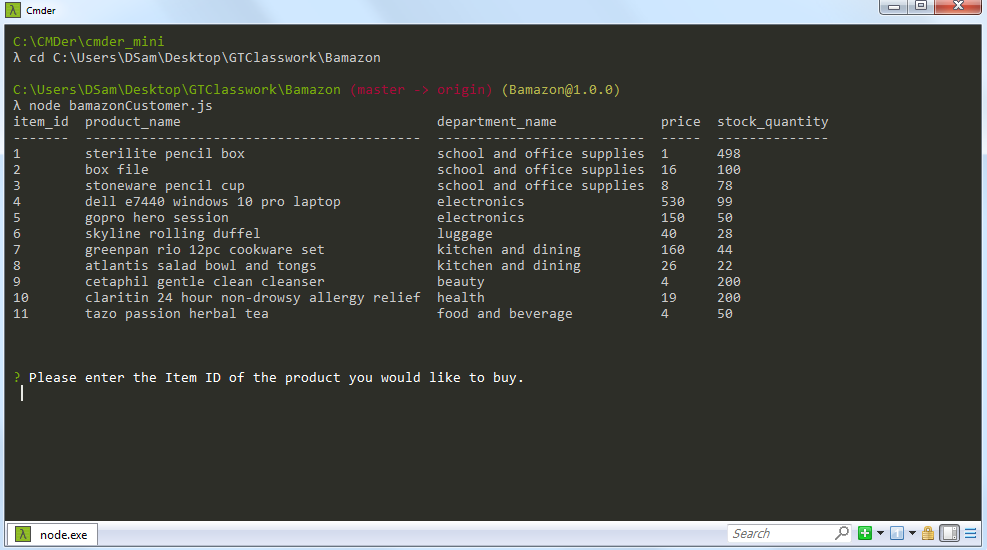 Cmder
C:\CMDer\cmder_mini
λ cd C:\Users\DSam\Desktop\GTClasswork\Bamazon
C:\Users\DSam\Desktop\GTClasswork\Bamazon (master -> origin) (Bamazon@1.0.0)
λ node bamazonCustomer.js
item_id  product_name                                department_name             price  stock_quantity
-------  ------------------------------------------  --------------------------  -----  --------------
1        sterilite pencil box                        school and office supplies  1      498
2        box file                                    school and office supplies  16     100
3        stoneware pencil cup                        school and office supplies  8      78
4        dell e7440 windows 10 pro laptop            electronics                 530    99
5        gopro hero session                          electronics                 150    50
6        skyline rolling duffel                      luggage                     40     28
7        greenpan rio 12pc cookware set              kitchen and dining          160    44
8        atlantis salad bowl and tongs               kitchen and dining          26     22
9        cetaphil gentle clean cleanser              beauty                      4      200
10       claritin 24 hour non-drowsy allergy relief  health                      19     200
11       tazo passion herbal tea                     food and beverage           4      50
? Please enter the Item ID of the product you would like to buy.
λ node.exe
Search